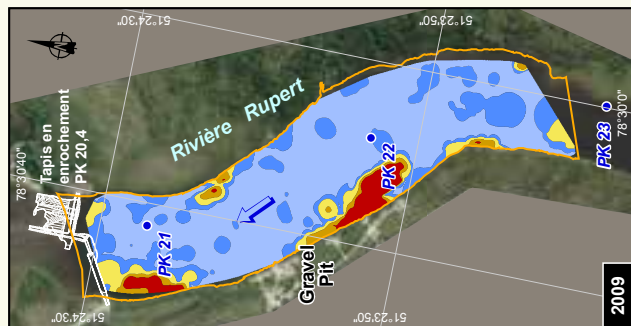 51°24'30"
51°23'50"
Tapis en
enrochement
PK 20,4
78°30'40"
Rivière Rupert
78°30'0"
PK 23
PK 22
PK 21
Gravel
Pit
51°24'30"
51°23'50"
2009